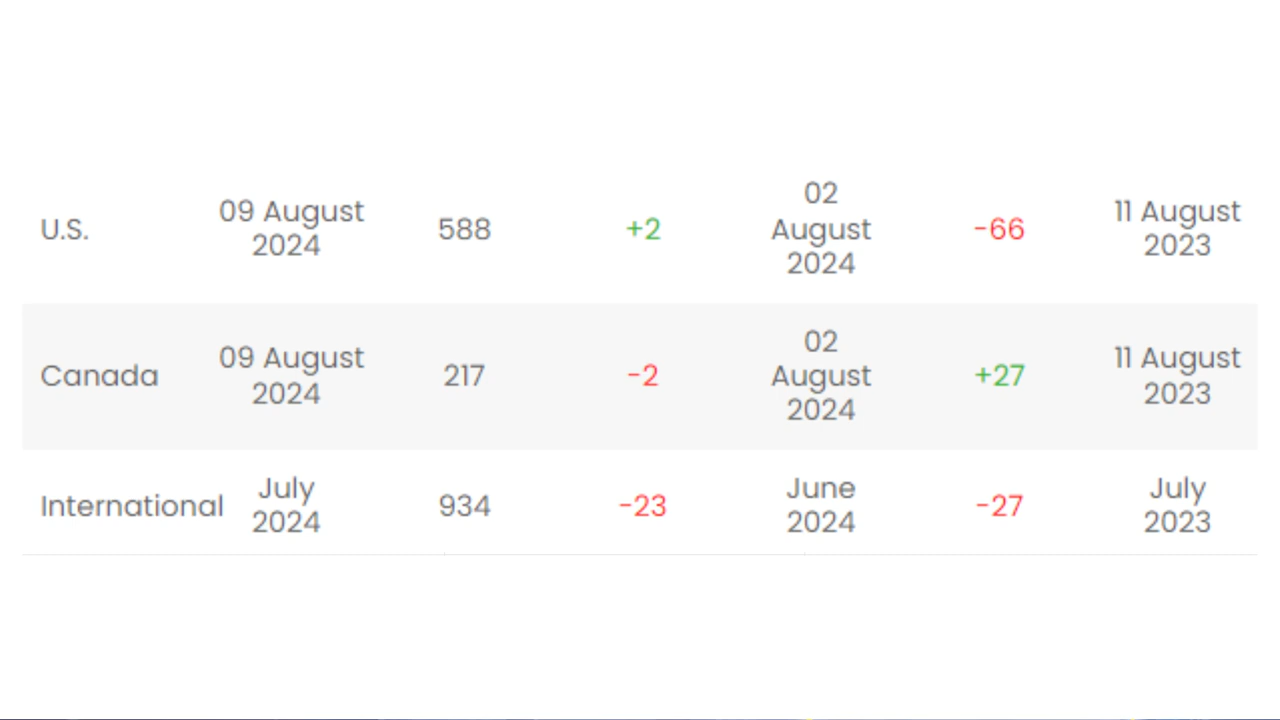 U.S. 09 August 2024 588 +2 02 August 2024 -66 11 August 2023
Canada 09 August 2024 217 -2 02 August 2024 +27 11 August 2023
International July 2024 934 -23 June 2024 -27 July 2023